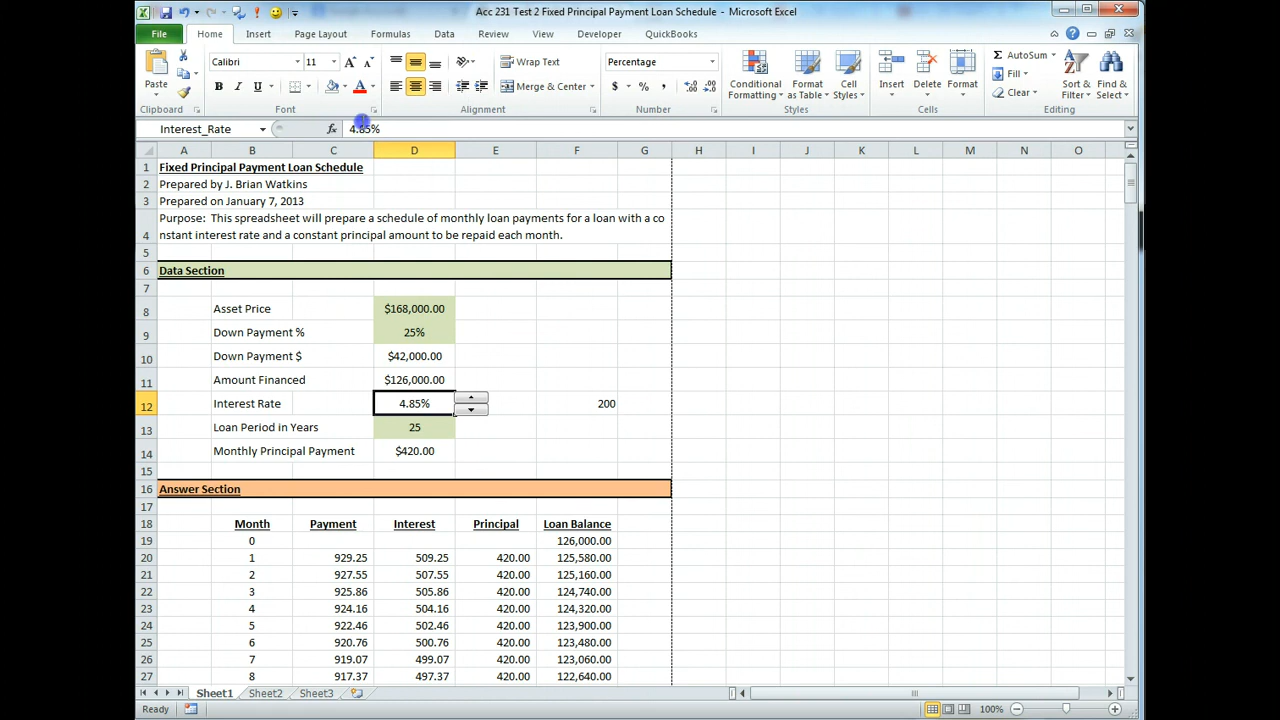 Acc 231 Test 2 Fixed Principal Payment Loan Schedule - Microsoft Excel
File Home Insert Page Layout Formulas Data Review View Developer QuickBooks
Calibri 11 Wrap Text Percentage Σ AutoSum
Paste B I U A Merge & Center $ % , Conditional Formatting Format as Table Cell Styles Insert Delete Format Fill Clear Sort & Filter Find & Select
Clipboard Font Alignment Number Styles Cells Editing
Interest_Rate fx 4.85%
A B C D E F G H I J K L M N O
1 Fixed Principal Payment Loan Schedule
2 Prepared by J. Brian Watkins
3 Prepared on January 7, 2013
Purpose: This spreadsheet will prepare a schedule of monthly loan payments for a loan with a co
4 nstant interest rate and a constant principal amount to be repaid each month.
5
6 Data Section
7
8 Asset Price $168,000.00
9 Down Payment % 25%
10 Down Payment $ $42,000.00
11 Amount Financed $126,000.00
12 Interest Rate 4.85% 200
13 Loan Period in Years 25
14 Monthly Principal Payment $420.00
15
16 Answer Section
17
18 Month Payment Interest Principal Loan Balance
19 0 126,000.00
20 1 929.25 509.25 420.00 125,580.00
21 2 927.55 507.55 420.00 125,160.00
22 3 925.86 505.86 420.00 124,740.00
23 4 924.16 504.16 420.00 124,320.00
24 5 922.46 502.46 420.00 123,900.00
25 6 920.76 500.76 420.00 123,480.00
26 7 919.07 499.07 420.00 123,060.00
27 8 917.37 497.37 420.00 122,640.00
Sheet1 Sheet2 Sheet3
Ready 100%